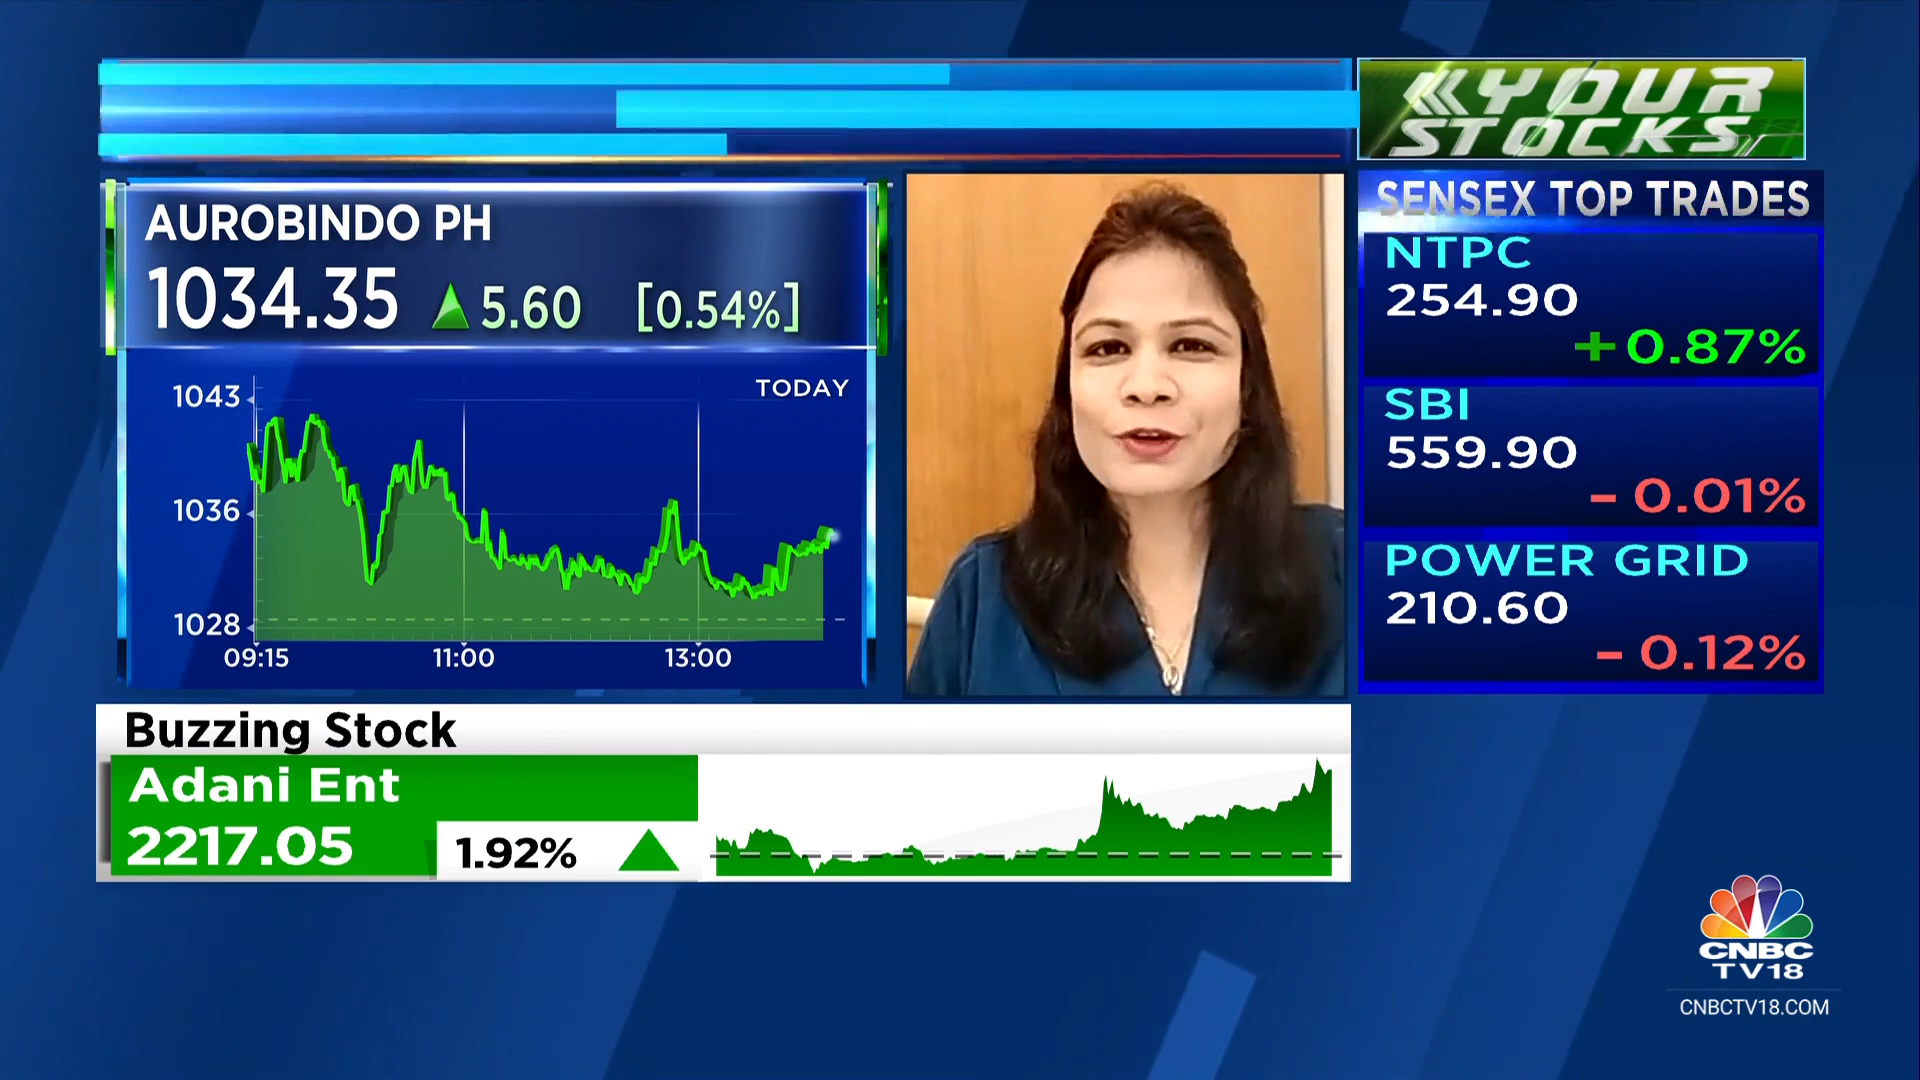 YOUR
STOCKS
AUROBINDO PH
1034.35 ▲ 5.60 [0.54%]
TODAY
1043
1036
1028
09:15 11:00 13:00
SENSEX TOP TRADES
NTPC
254.90
+0.87%
SBI
559.90
- 0.01%
POWER GRID
210.60
- 0.12%
Buzzing Stock
Adani Ent
2217.05
1.92% ▲
CNBC
TV18
CNBCTV18.COM